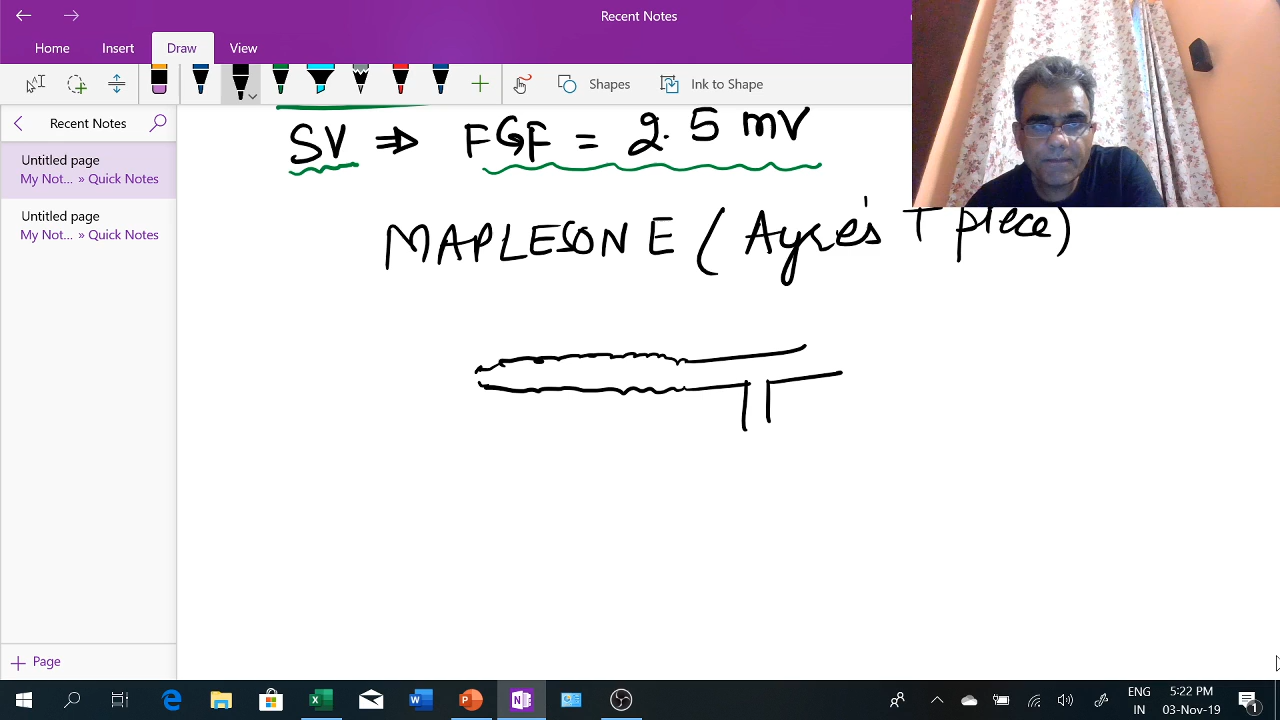 Recent Notes
Home Insert Draw View
Shapes Ink to Shape
Recent Notes
Untitled page
My Not... » Quick Notes
Untitled page
My Not... » Quick Notes
SV ⇒ FGF = 2.5 mV
MAPLESON E (Ayre's T piece)
+ Page
ENG
IN
5:22 PM
03-Nov-19
1